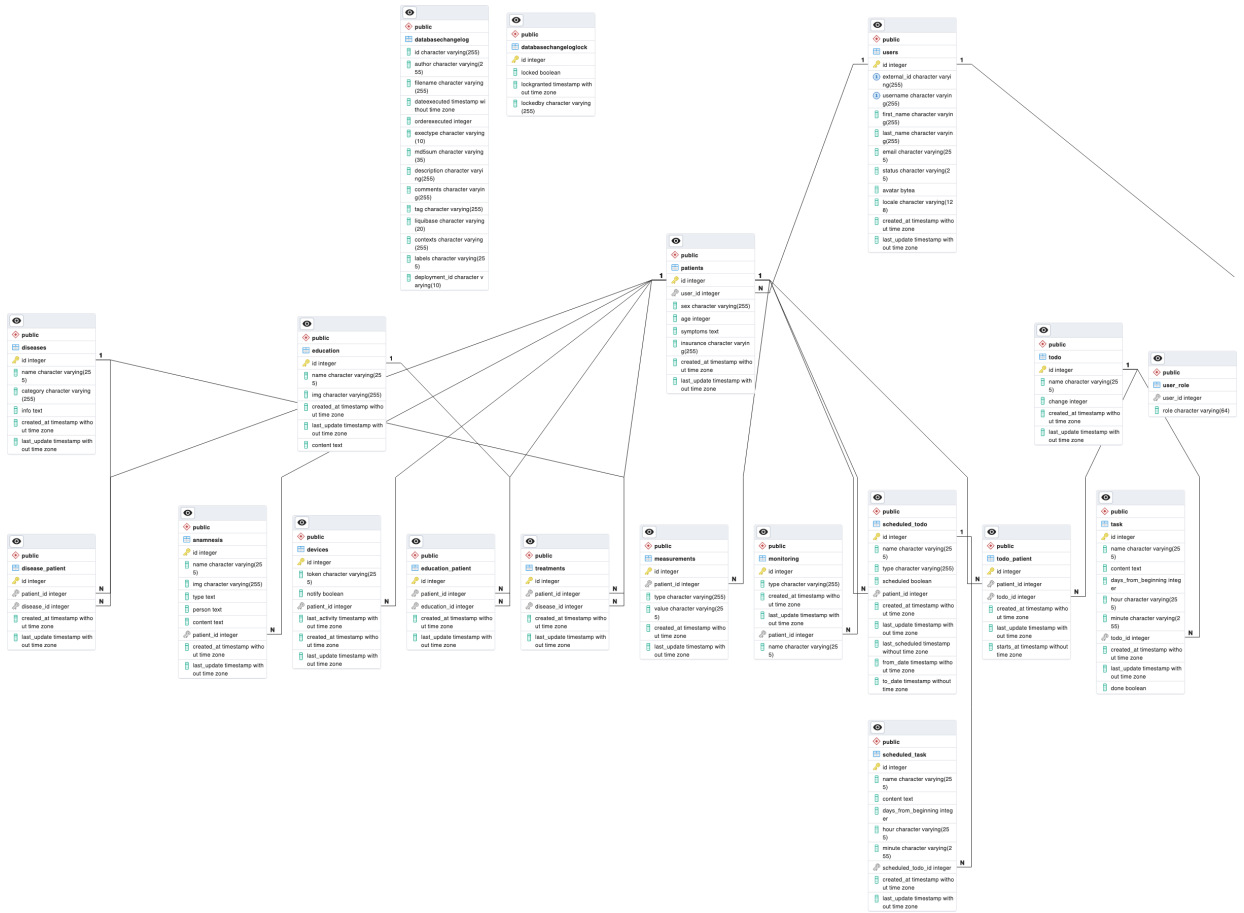 public
databasechangelog
id character varying(255)
author character varying(2
55)
filename character varying
(255)
dateexecuted timestamp wi
thout time zone
orderexecuted integer
exectype character varying
(10)
md5sum character varying
(35)
description character varyi
ng(255)
comments character varyin
g(255)
tag character varying(255)
liquibase character varying
(20)
contexts character varying
(255)
labels character varying(25
5)
deployment_id character v
arying(10)
public
databasechangeloglock
id integer
locked boolean
lockgranted timestamp with
out time zone
lockedby character varying
(255)
public
users
id integer
external_id character varyi
ng(255)
username character varyin
g(255)
first_name character varyin
g(255)
last_name character varyin
g(255)
email character varying(25
5)
status character varying(2
5)
avatar bytea
locale character varying(12
8)
created_at timestamp witho
ut time zone
last_update timestamp with
out time zone
1
1
public
patients
id integer
user_id integer
sex character varying(255)
age integer
symptoms text
insurance character varyin
g(255)
created_at timestamp witho
ut time zone
last_update timestamp with
out time zone
1
1
N
public
diseases
id integer
name character varying(25
5)
category character varying
(255)
info text
created_at timestamp witho
ut time zone
last_update timestamp with
out time zone
1
public
education
id integer
name character varying(25
5)
img character varying(255)
created_at timestamp witho
ut time zone
last_update timestamp with
out time zone
content text
1
public
todo
id integer
name character varying(25
5)
change integer
created_at timestamp witho
ut time zone
last_update timestamp with
out time zone
1
public
user_role
user_id integer
role character varying(64)
public
disease_patient
id integer
patient_id integer
disease_id integer
created_at timestamp witho
ut time zone
last_update timestamp with
out time zone
N
N
public
anamnesis
id integer
name character varying(25
5)
img character varying(255)
type text
person text
content text
patient_id integer
created_at timestamp witho
ut time zone
last_update timestamp with
out time zone
N
public
devices
id integer
token character varying(25
5)
notify boolean
patient_id integer
last_activity timestamp with
out time zone
created_at timestamp witho
ut time zone
last_update timestamp with
out time zone
N
public
education_patient
id integer
patient_id integer
education_id integer
created_at timestamp witho
ut time zone
last_update timestamp with
out time zone
N
N
public
treatments
id integer
patient_id integer
disease_id integer
created_at timestamp witho
ut time zone
last_update timestamp with
out time zone
N
N
public
measurements
id integer
patient_id integer
type character varying(255)
value character varying(25
5)
created_at timestamp witho
ut time zone
last_update timestamp with
out time zone
N
public
monitoring
id integer
type character varying(255)
created_at timestamp witho
ut time zone
last_update timestamp with
out time zone
patient_id integer
name character varying(25
5)
N
public
scheduled_todo
id integer
name character varying(25
5)
type character varying(255)
scheduled boolean
patient_id integer
created_at timestamp witho
ut time zone
last_update timestamp with
out time zone
last_scheduled timestamp
without time zone
from_date timestamp witho
ut time zone
to_date timestamp without
time zone
N
1
public
todo_patient
id integer
patient_id integer
todo_id integer
created_at timestamp witho
ut time zone
last_update timestamp with
out time zone
starts_at timestamp without
time zone
N
N
public
task
id integer
name character varying(25
5)
content text
days_from_beginning integ
er
hour character varying(25
5)
minute character varying(2
55)
todo_id integer
created_at timestamp witho
ut time zone
last_update timestamp with
out time zone
done boolean
N
public
scheduled_task
id integer
name character varying(25
5)
content text
days_from_beginning integ
er
hour character varying(25
5)
minute character varying(2
55)
scheduled_todo_id integer
created_at timestamp witho
ut time zone
last_update timestamp with
out time zone
N